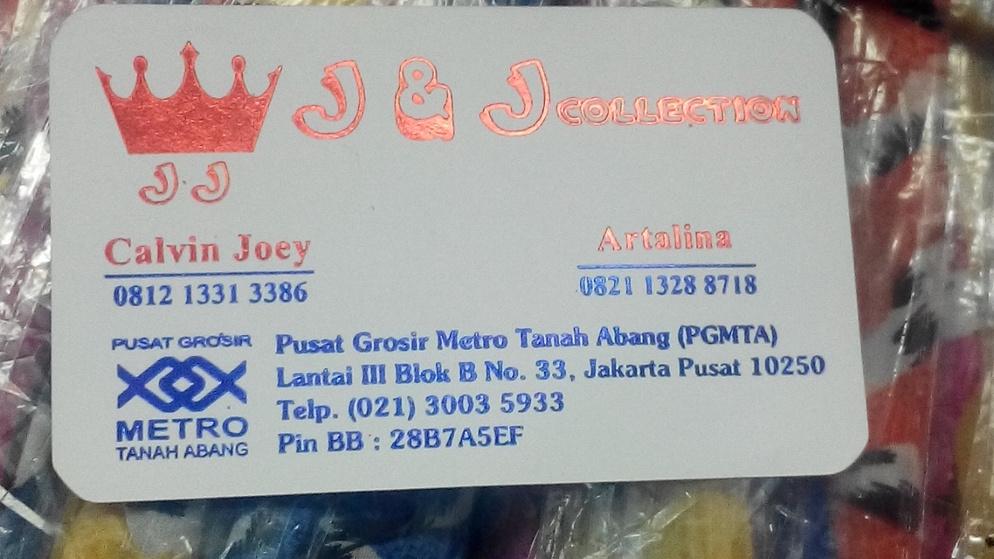 J & J COLLECTION
J J
Calvin Joey
0812 1331 3386
Artalina
0821 1328 8718
PUSAT GROSIR
METRO
TANAH ABANG
Pusat Grosir Metro Tanah Abang (PGMTA)
Lantai III Blok B No. 33, Jakarta Pusat 10250
Telp. (021) 3003 5933
Pin BB : 28B7A5EF